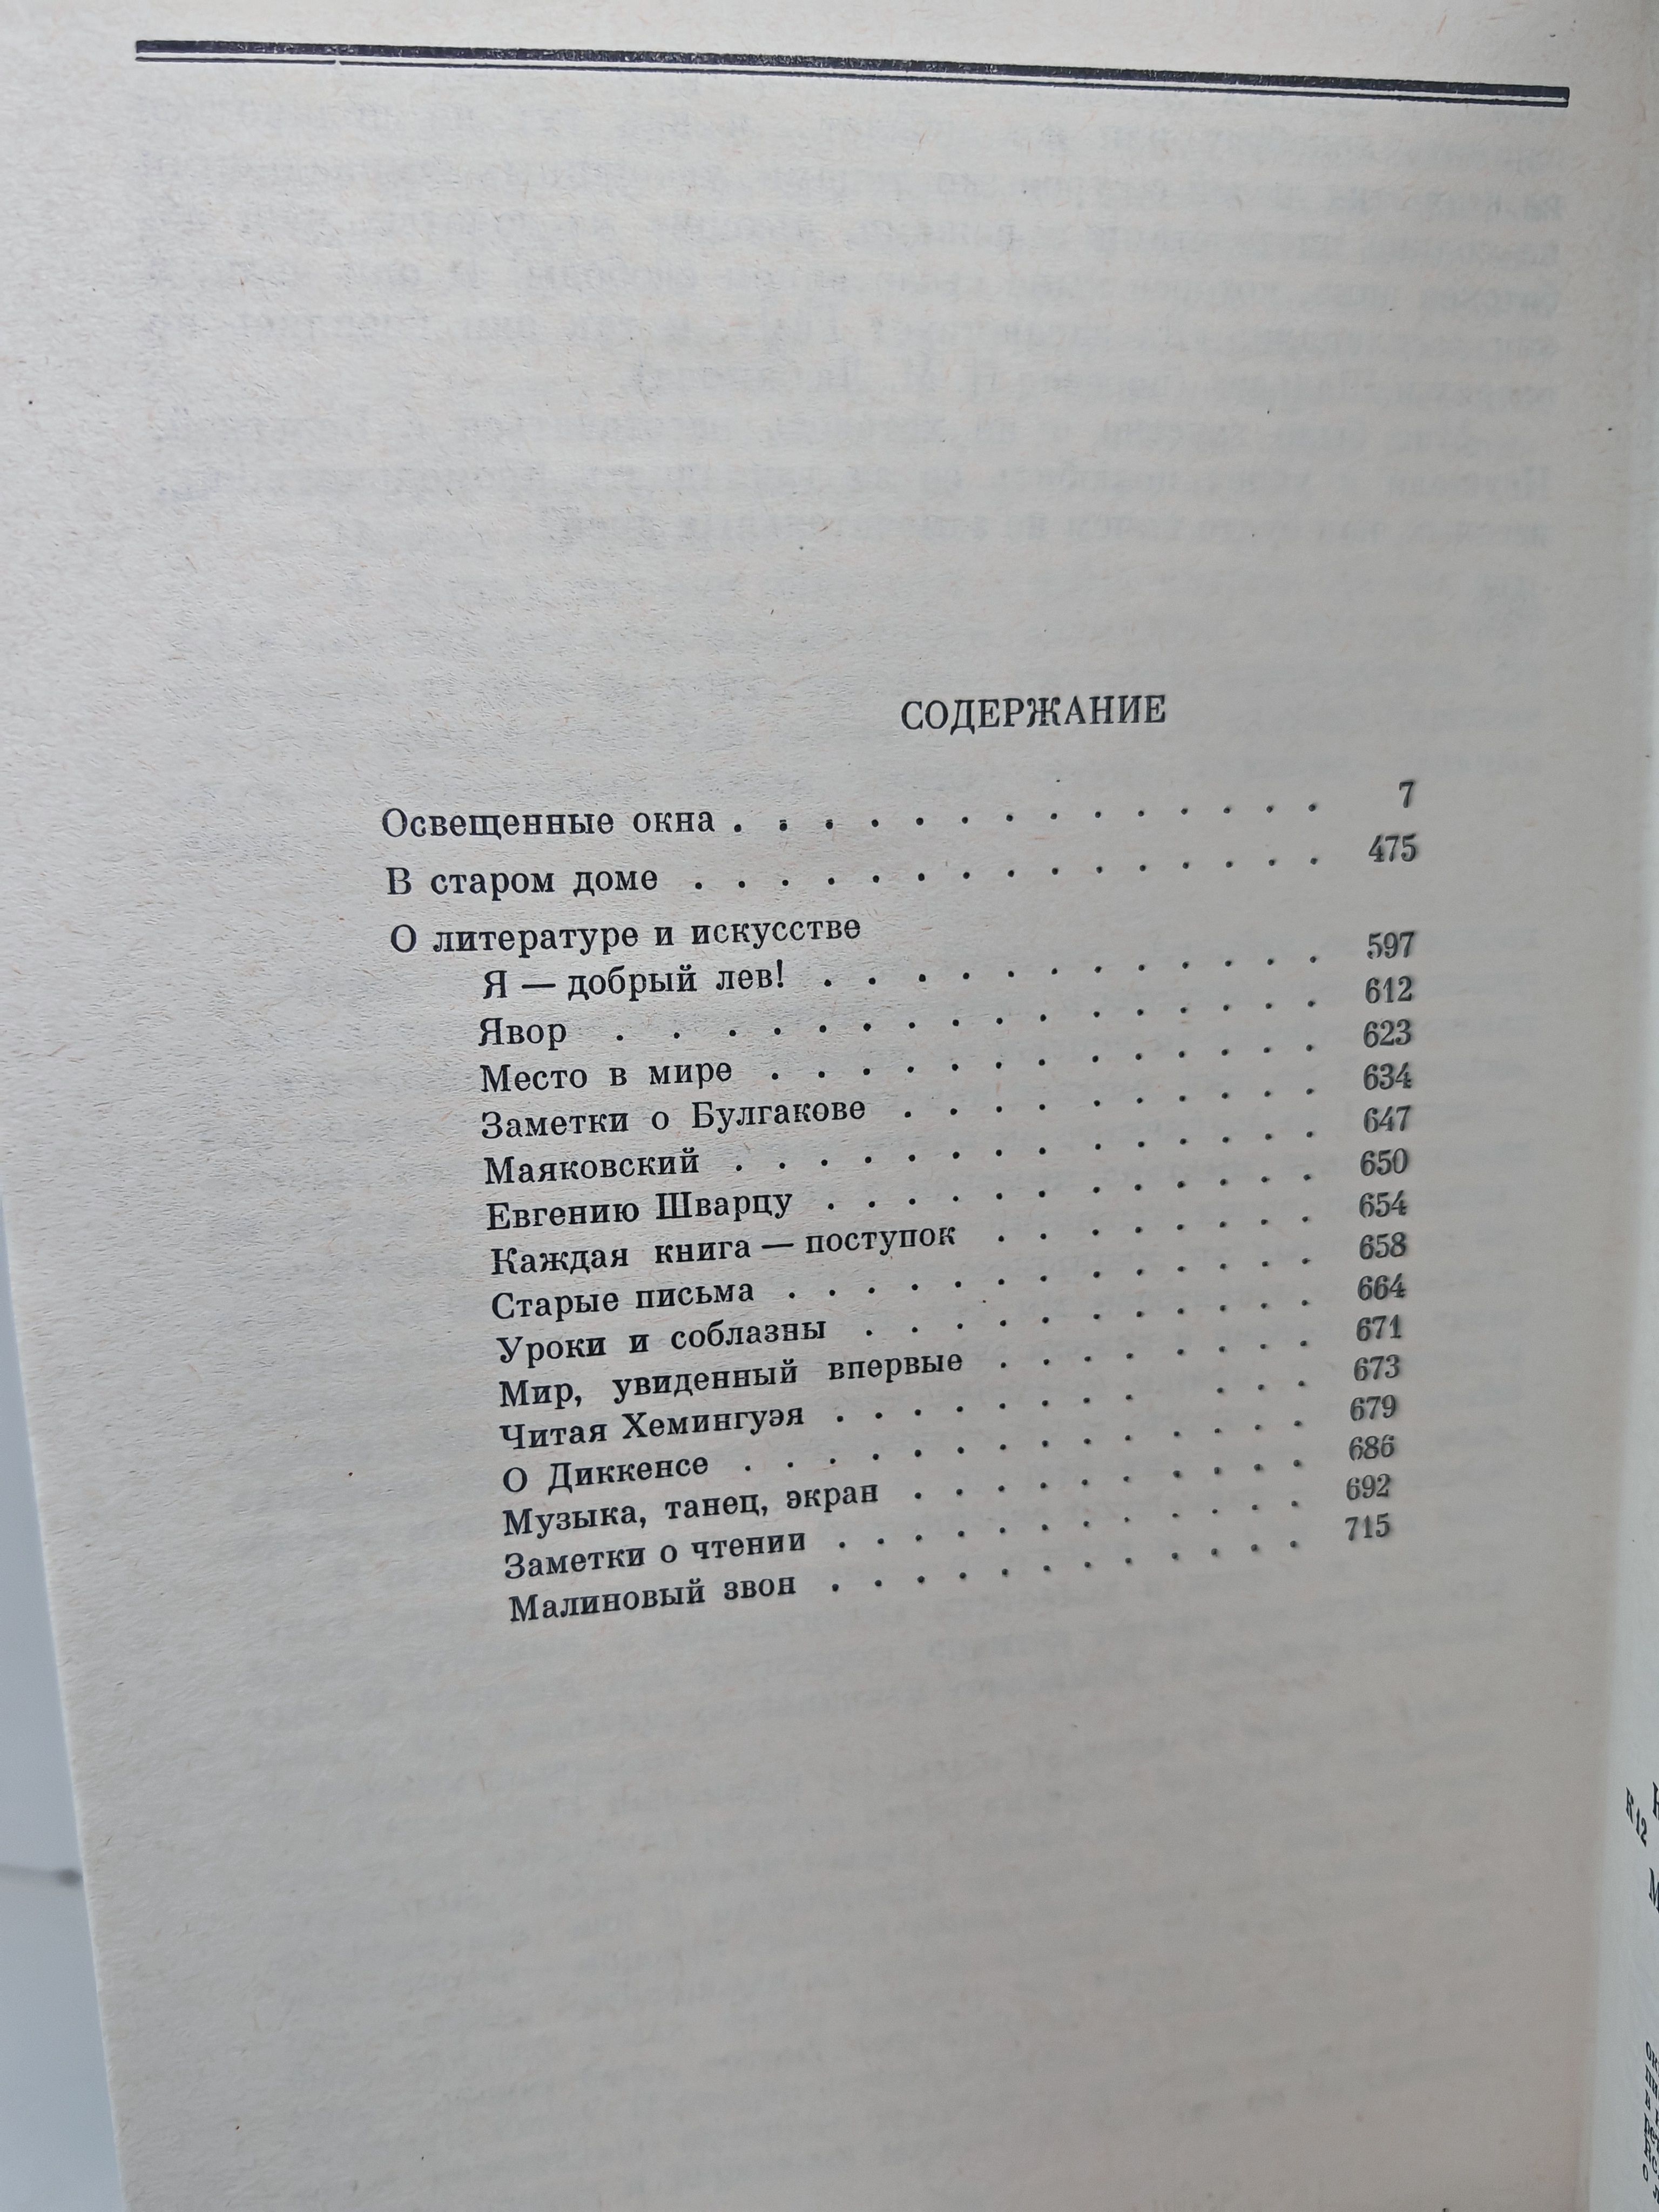 СОДЕРЖАНИЕ
Освещенные окна . . . . . . . . . . . . . . 7
В старом доме . . . . . . . . . . . . . . . 475
О литературе и искусстве
Я — добрый лев! . . . . . . . . . . . . 597
Явор . . . . . . . . . . . . . . . . 612
Место в мире . . . . . . . . . . . . . 623
Заметки о Булгакове . . . . . . . . . . 634
Маяковский . . . . . . . . . . . . . . 647
Евгению Шварцу . . . . . . . . . . . . 650
Каждая книга — поступок . . . . . . . . 654
Старые письма . . . . . . . . . . . . . 658
Уроки и соблазны . . . . . . . . . . . 664
Мир, увиденный впервые . . . . . . . . 671
Читая Хемингуэя . . . . . . . . . . . 673
О Диккенсе . . . . . . . . . . . . . . 679
Музыка, танец, экран . . . . . . . . . . 686
Заметки о чтении . . . . . . . . . . . 692
Малиновый звон . . . . . . . . . . . . 715
К12